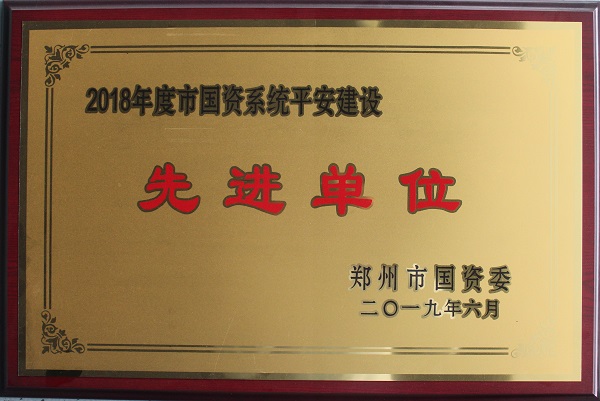 2018年度市国资系统平安建设
先进单位
郑州市国资委
二〇一九年六月